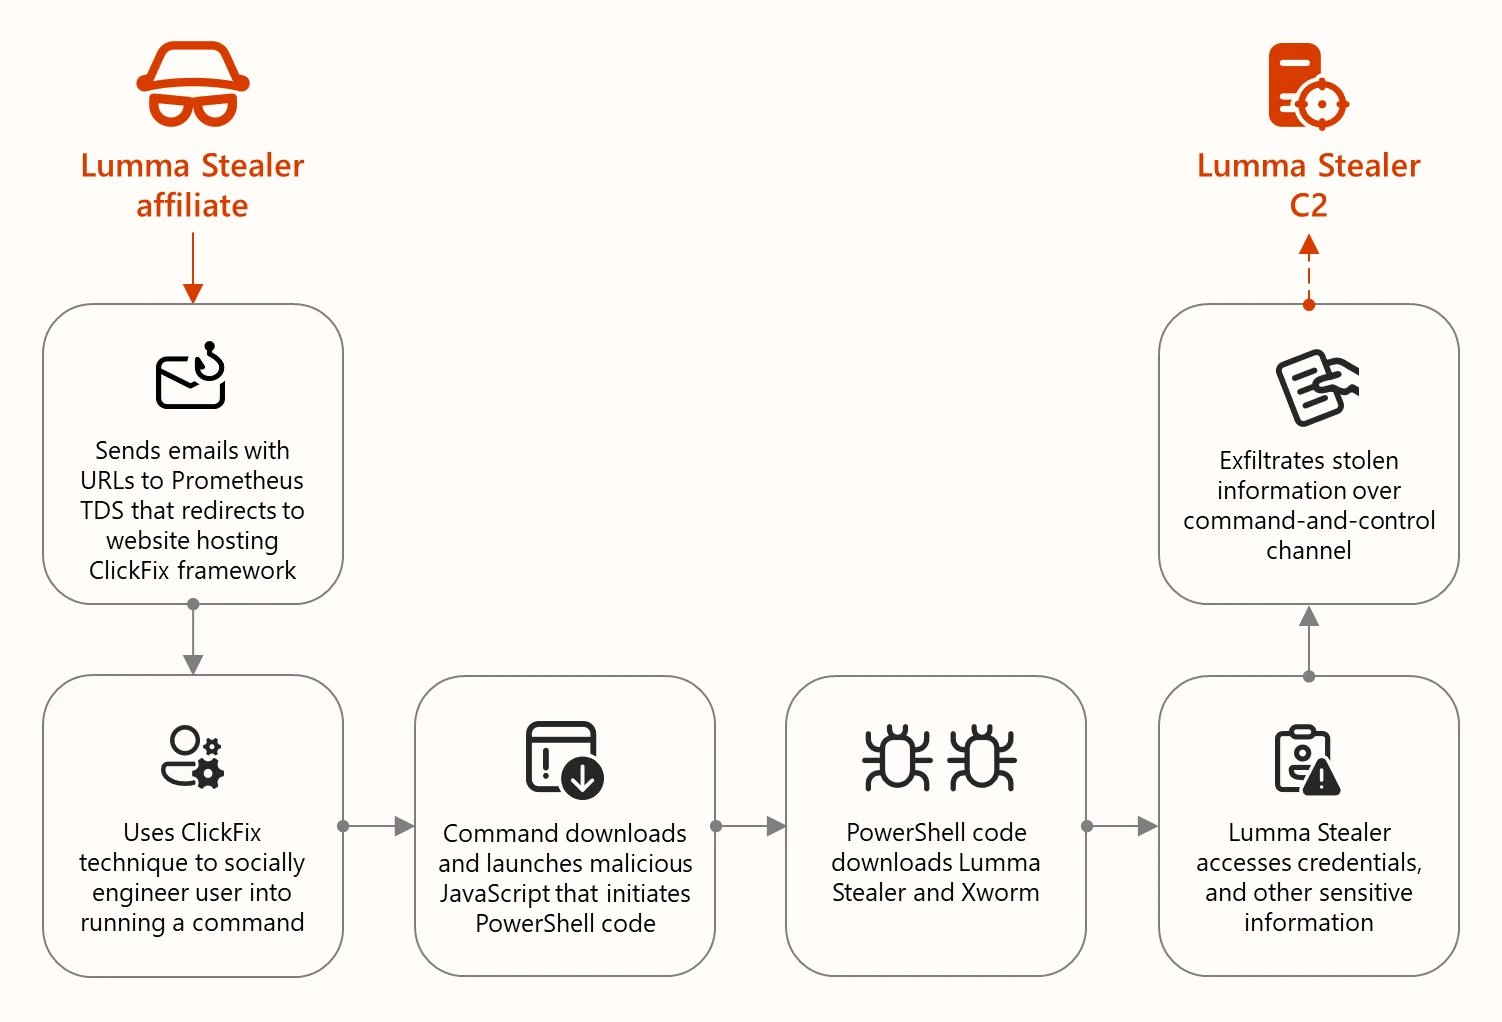 Lumma Stealer
affiliate
Lumma Stealer
C2
Sends emails with
URLs to Prometheus
TDS that redirects to
website hosting
ClickFix framework
Exfiltrates stolen
information over
command-and-control
channel
Uses ClickFix
technique to socially
engineer user into
running a command
Command downloads
and launches malicious
JavaScript that initiates
PowerShell code
PowerShell code
downloads Lumma
Stealer and Xworm
Lumma Stealer
accesses credentials,
and other sensitive
information